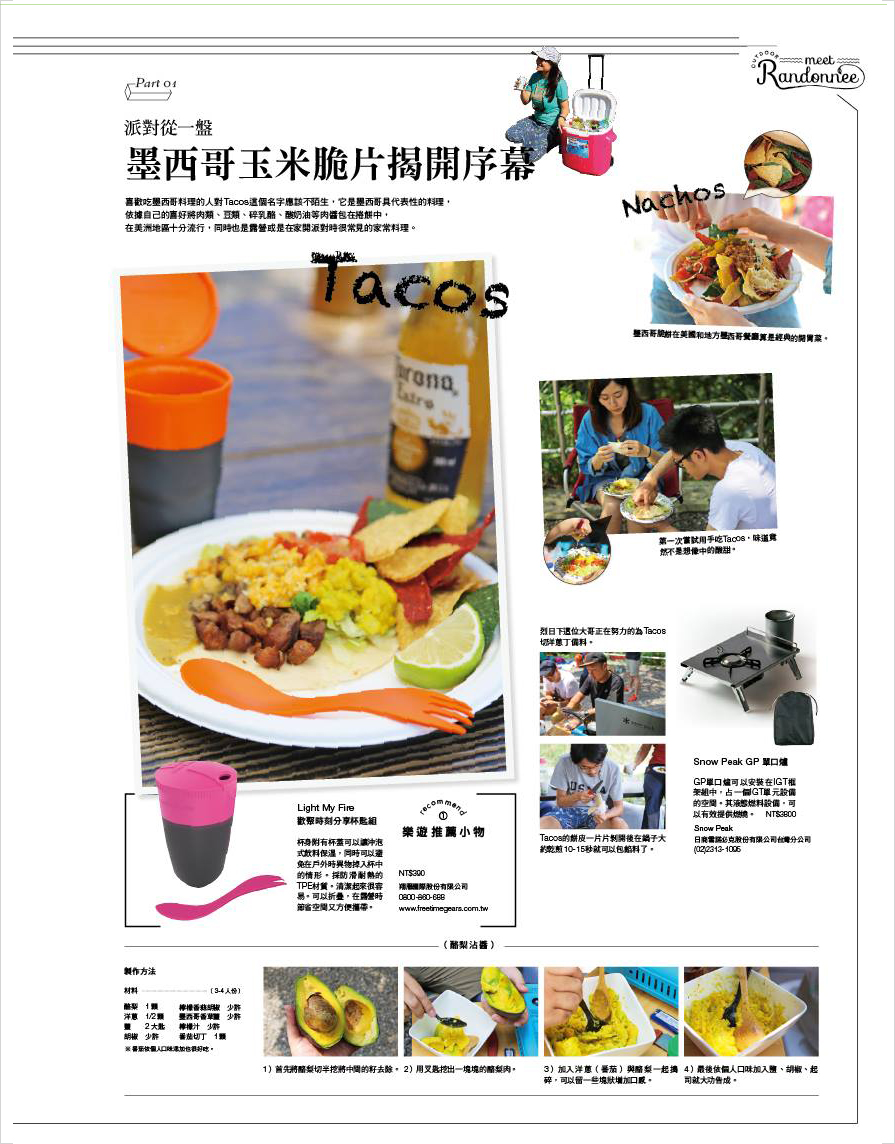 Part 01
OUTDOOR
meet
Randonnée
派對從一盤
墨西哥玉米脆片揭開序幕
喜歡吃墨西哥料理的人對Tacos這個名字應該不陌生，它是墨西哥具代表性的料理，
依據自己的喜好將肉類、豆類、碎乳酪、酸奶油等肉醬包在捲餅中，
在美洲地區十分流行，同時也是露營或是在家開派對時很常見的家常料理。
Nachos
墨西哥脆餅在美國和地方墨西哥餐廳算是經典的開胃菜。
Tacos
Corona
Extra
第一次嘗試用手吃Tacos，味道竟
然不是想像中的酸甜。
烈日下這位大哥正在努力的為Tacos
切洋蔥丁備料。
Tacos的餅皮一片片剝開後在鍋子大
約乾煎10-15秒就可以包餡料了。
Snow Peak GP 單口爐
GP單口爐可以安裝在IGT框
架組中，占一個IGT單元設備
的空間。其液態燃料設備，可
以有效提供燃燒。 NT$3800
Snow Peak
日商雪諾必克股份有限公司台灣分公司
(02)2313-1095
Light My Fire
歡聚時刻分享杯匙組
杯身附有杯蓋可以讓沖泡
式飲料保溫，同時可以避
免在戶外時異物掉入杯中
的情形。採防滑耐熱的
TPE材質。清潔起來很容
易。可以折疊，在露營時
節省空間又方便攜帶。
recommend
①
樂遊推薦小物
NT$390
翔屬國際股份有限公司
0800-860-688
www.freetimegears.com.tw
（酪梨沾醬）
製作方法
材料 （3-4人份）
酪梨 1顆 檸檬香菇胡椒 少許
洋蔥 1/2顆 墨西哥香草鹽 少許
鹽 2大匙 檸檬汁 少許
胡椒 少許 番茄切丁 1顆
※番茄依個人口味添加也很好吃。
1）首先將酪梨切半挖將中間的籽去除。
2）用叉匙挖出一塊塊的酪梨肉。
3）加入洋蔥（番茄）與酪梨一起搗
碎，可以留一些塊狀增加口感。
4）最後依個人口味加入鹽、胡椒、起
司就大功告成。